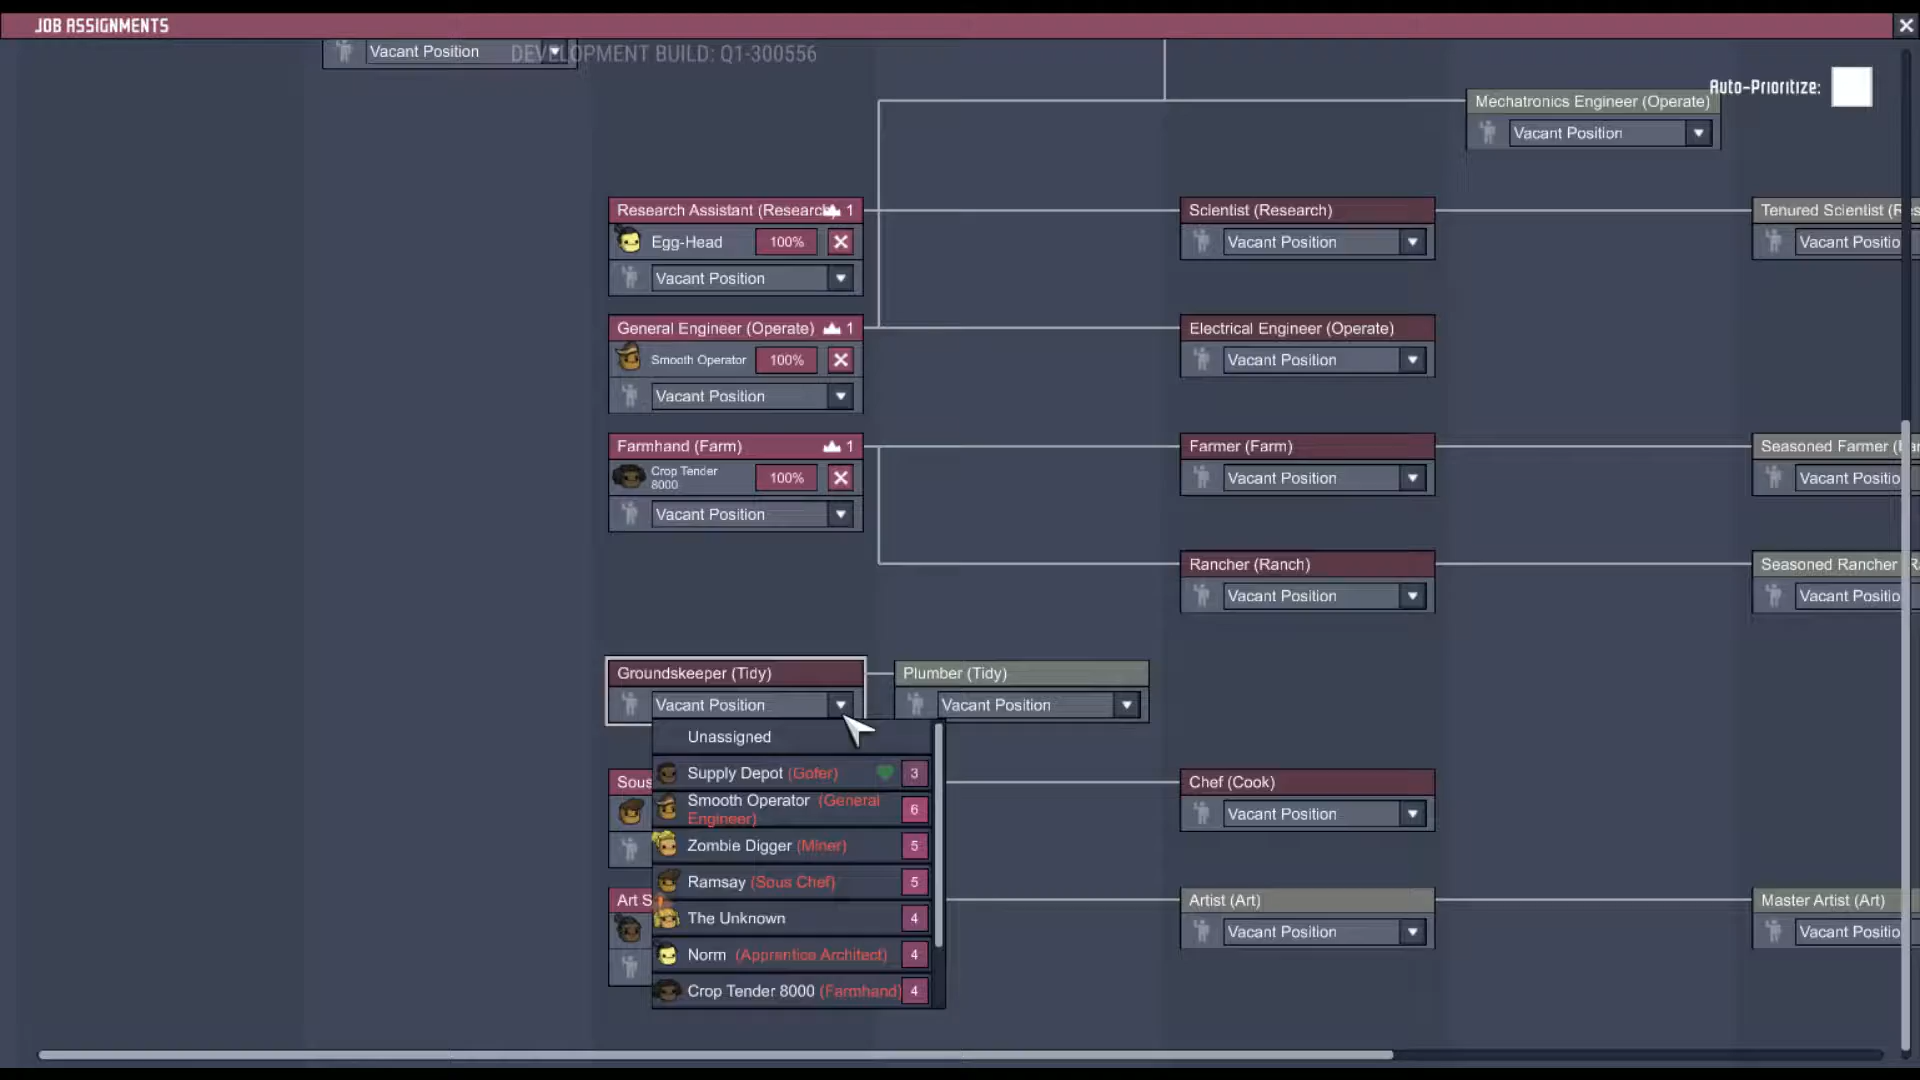 JOB ASSIGNMENTS
Vacant Position
DEVELOPMENT BUILD: Q1-300556
Auto-Prioritize:
Mechatronics Engineer (Operate)
Vacant Position
Research Assistant (Research 1
Egg-Head 100%
Vacant Position
Scientist (Research)
Vacant Position
Tenured Scientist
Vacant Positio
General Engineer (Operate) 1
Smooth Operator 100%
Vacant Position
Electrical Engineer (Operate)
Vacant Position
Farmhand (Farm) 1
Crop Tender
8000
100%
Vacant Position
Farmer (Farm)
Vacant Position
Seasoned Farmer
Vacant Positio
Rancher (Ranch)
Vacant Position
Seasoned Rancher
Vacant Positio
Groundskeeper (Tidy)
Vacant Position
Plumber (Tidy)
Vacant Position
Unassigned
Supply Depot (Gofer) 3
Smooth Operator (General
Engineer)
6
Zombie Digger (Miner) 5
Ramsay (Sous Chef) 5
The Unknown 4
Norm (Apprentice Architect) 4
Crop Tender 8000 (Farmhand) 4
Sous
Chef (Cook)
Vacant Position
Art S
Artist (Art)
Vacant Position
Master Artist (Art)
Vacant Positio